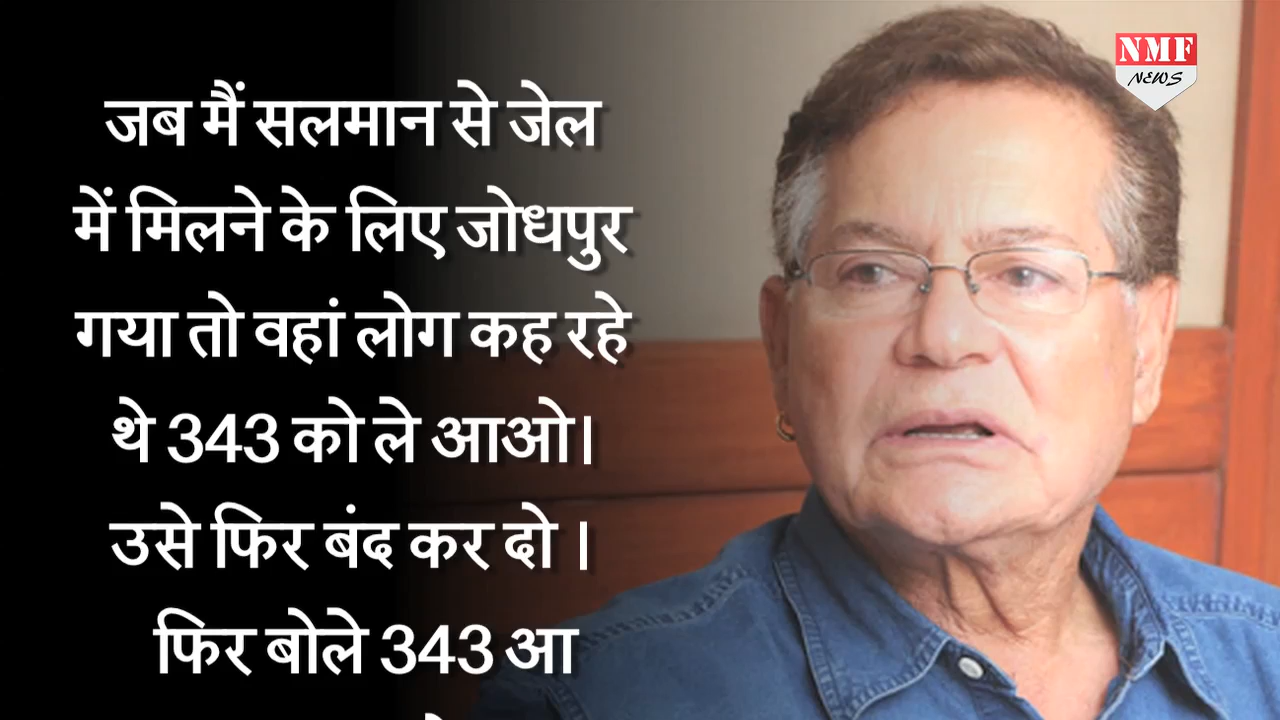 NMF
NEWS
जब मैं सलमान से जेल
में मिलने के लिए जोधपुर
गया तो वहां लोग कह रहे
थे 343 को ले आओ।
उसे फिर बंद कर दो ।
फिर बोले 343 आ